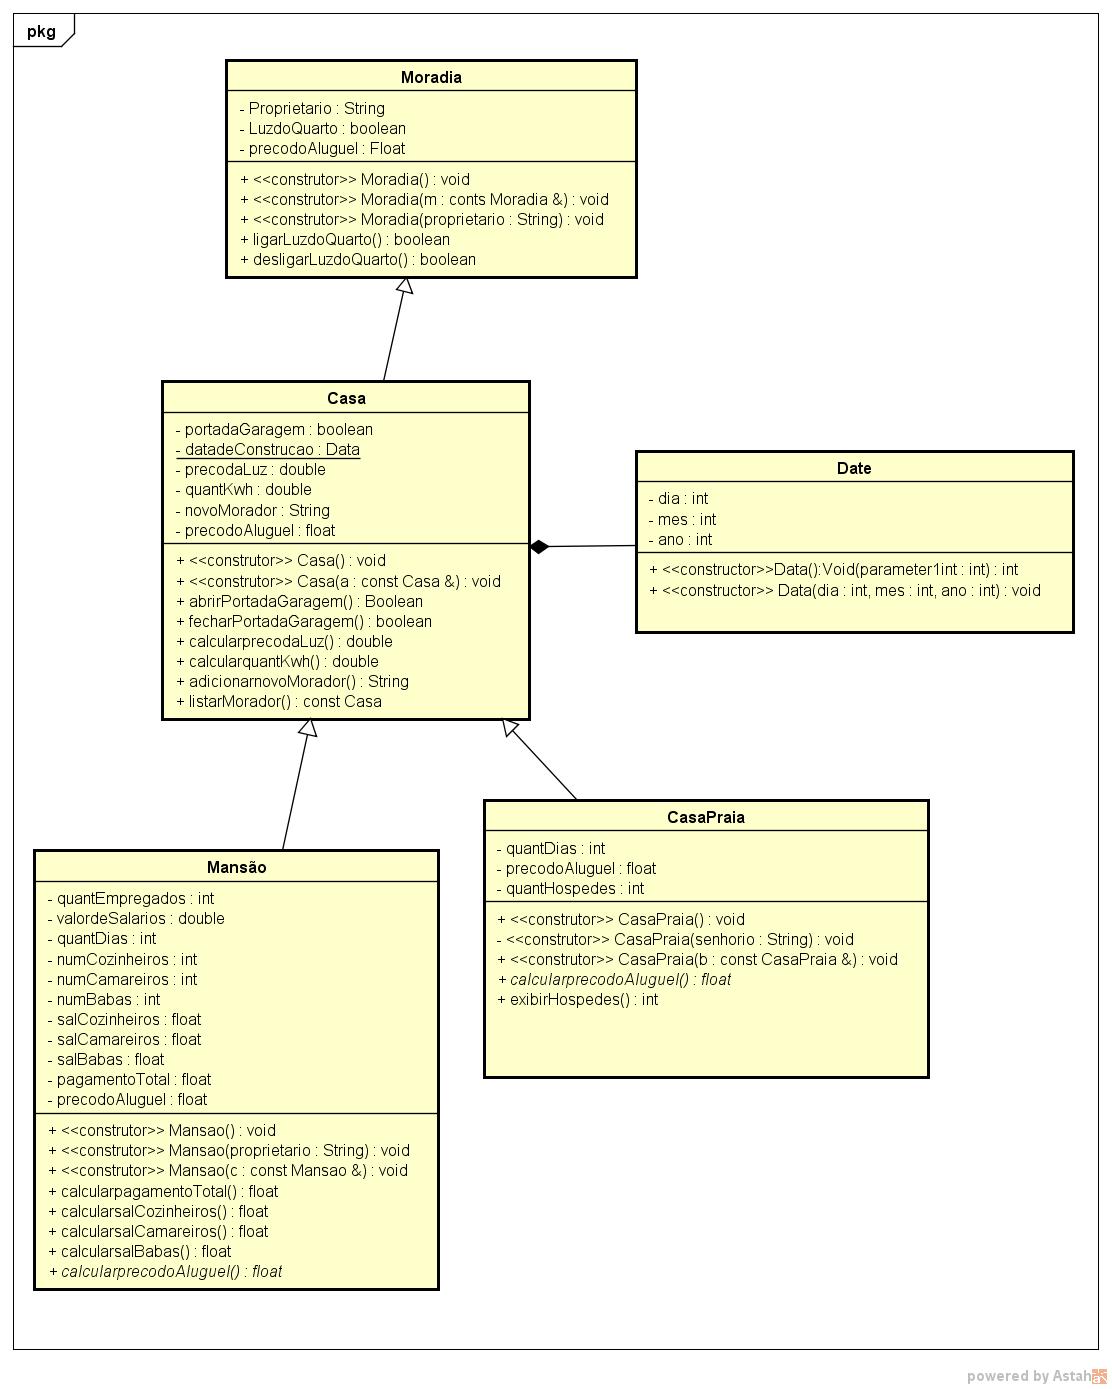 pkg
Moradia
- Proprietario : String
- LuzdoQuarto : boolean
- precodoAluguel : Float
+ <<construtor>> Moradia() : void
+ <<construtor>> Moradia(m : conts Moradia &) : void
+ <<construtor>> Moradia(proprietario : String) : void
+ ligarLuzdoQuarto() : boolean
+ desligarLuzdoQuarto() : boolean
Casa
- portadaGaragem : boolean
- datadeConstrucao : Data
- precodaLuz : double
- quantKwh : double
- novoMorador : String
- precodoAluguel : float
+ <<construtor>> Casa() : void
+ <<construtor>> Casa(a : const Casa &) : void
+ abrirPortadaGaragem() : Boolean
+ fecharPortadaGaragem() : boolean
+ calcularprecodaLuz() : double
+ calcularquantKwh() : double
+ adicionarnovoMorador() : String
+ listarMorador() : const Casa
Date
- dia : int
- mes : int
- ano : int
+ <<constructor>>Data():Void(parameter1int : int) : int
+ <<constructor>> Data(dia : int, mes : int, ano : int) : void
CasaPraia
- quantDias : int
- precodoAluguel : float
- quantHospedes : int
+ <<construtor>> CasaPraia() : void
- <<construtor>> CasaPraia(senhorio : String) : void
+ <<construtor>> CasaPraia(b : const CasaPraia &) : void
+ calcularprecodoAluguel() : float
+ exibirHospedes() : int
Mansão
- quantEmpregados : int
- valordeSalarios : double
- quantDias : int
- numCozinheiros : int
- numCamareiros : int
- numBabas : int
- salCozinheiros : float
- salCamareiros : float
- salBabas : float
- pagamentoTotal : float
- precodoAluguel : float
+ <<construtor>> Mansao() : void
+ <<construtor>> Mansao(proprietario : String) : void
+ <<construtor>> Mansao(c : const Mansao &) : void
+ calcularpagamentoTotal() : float
+ calcularsalCozinheiros() : float
+ calcularsalCamareiros() : float
+ calcularsalBabas() : float
+ calcularprecodoAluguel() : float
powered by Astah